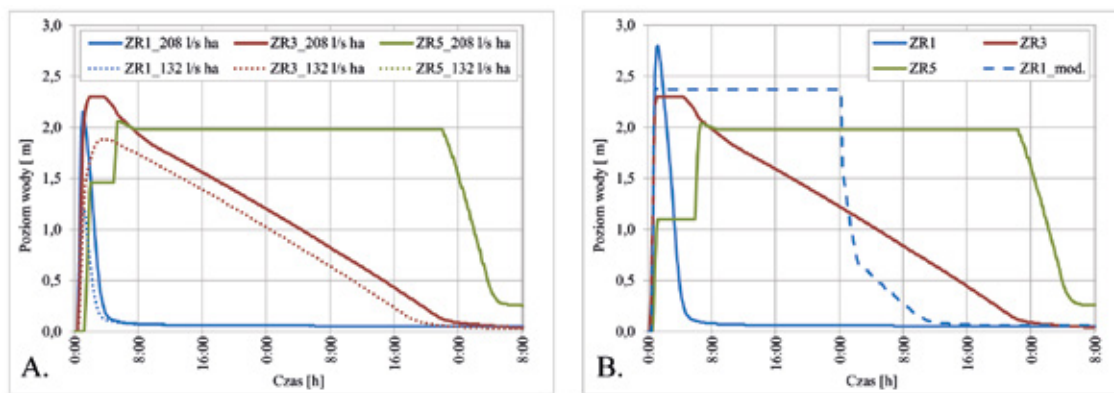 3,0
2,5
2,0
1,5
1,0
0,5
0,0
Poziom wody [ m]
ZR1_208 l/s ha ZR3_208 l/s ha ZR5_208 l/s ha
ZR1_132 l/s ha ZR3_132 l/s ha ZR5_132 l/s ha
0:00 8:00 16:00 0:00 8:00 16:00 0:00 8:00
Czas [h]
A.
3,0
2,5
2,0
1,5
1,0
0,5
0,0
Poziom wody [ m]
ZR1 ZR3
ZR5 ZR1_mod.
0:00 8:00 16:00 0:00 8:00 16:00 0:00 8:00
Czas [h]
B.